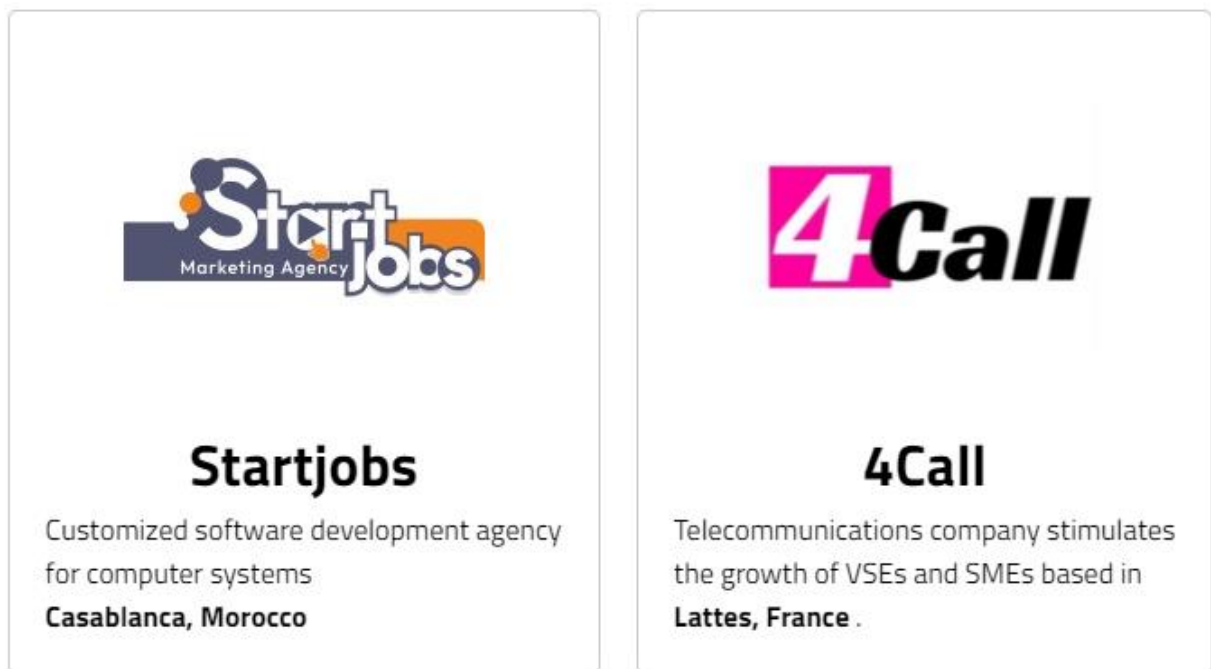 Start
Marketing Agency jobs
4Call
Startjobs
Customized software development agency
for computer systems
Casablanca, Morocco
4Call
Telecommunications company stimulates
the growth of VSEs and SMEs based in
Lattes, France .